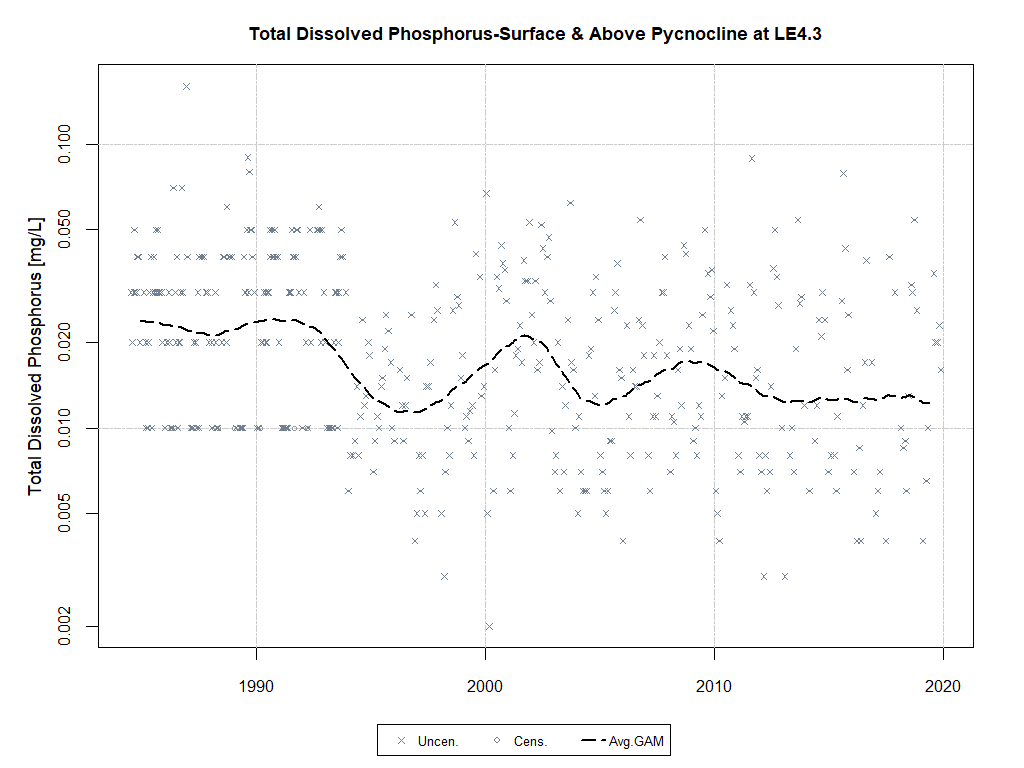 Total Dissolved Phosphorus-Surface & Above Pycnocline at LE4.3
Total Dissolved Phosphorus [mg/L]
0.100
0.050
0.020
0.010
0.005
0.002
1990
2000
2010
2020
Uncen.
Cens.
Avg.GAM